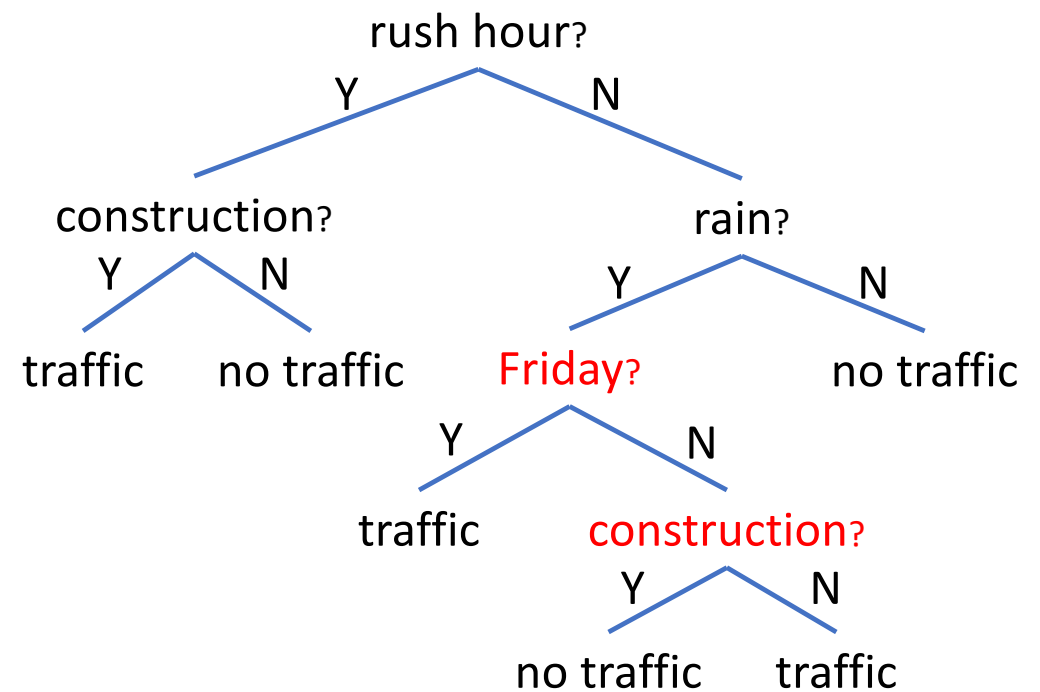 rush hour?
Y
N
construction?
rain?
Y
N
Y
N
traffic
no traffic
Friday?
no traffic
Y
N
traffic
construction?
Y
N
no traffic
traffic